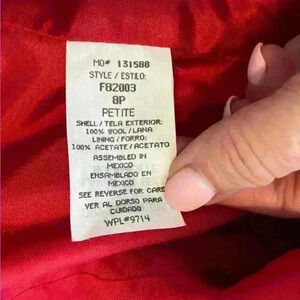 MO# 131588
STYLE / ESTILO:
F82003
8P
PETITE
SHELL / TELA EXTERIOR:
100% WOOL/LANA
LINING / FORRO:
100% ACETATE/ACETATO
ASSEMBLED IN
MEXICO
ENSAMBLADO EN
MEXICO
SEE REVERSE FOR CARE
VER AL DORSO PARA
CUIDADO
WPL#9714